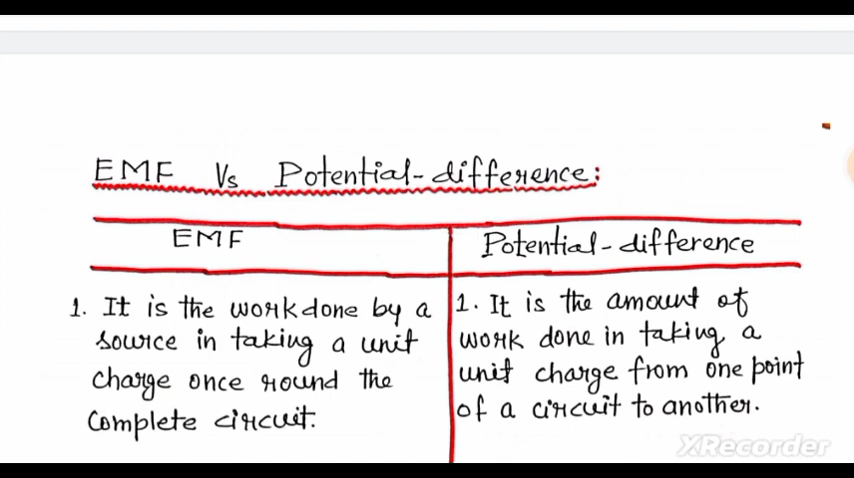 EMF Vs Potential-difference:
EMF
Potential-difference
1. It is the workdone by a
source in taking a unit
charge once round the
complete circuit.
1. It is the amount of
work done in taking a
unit charge from one point
of a circuit to another.
XRecorder